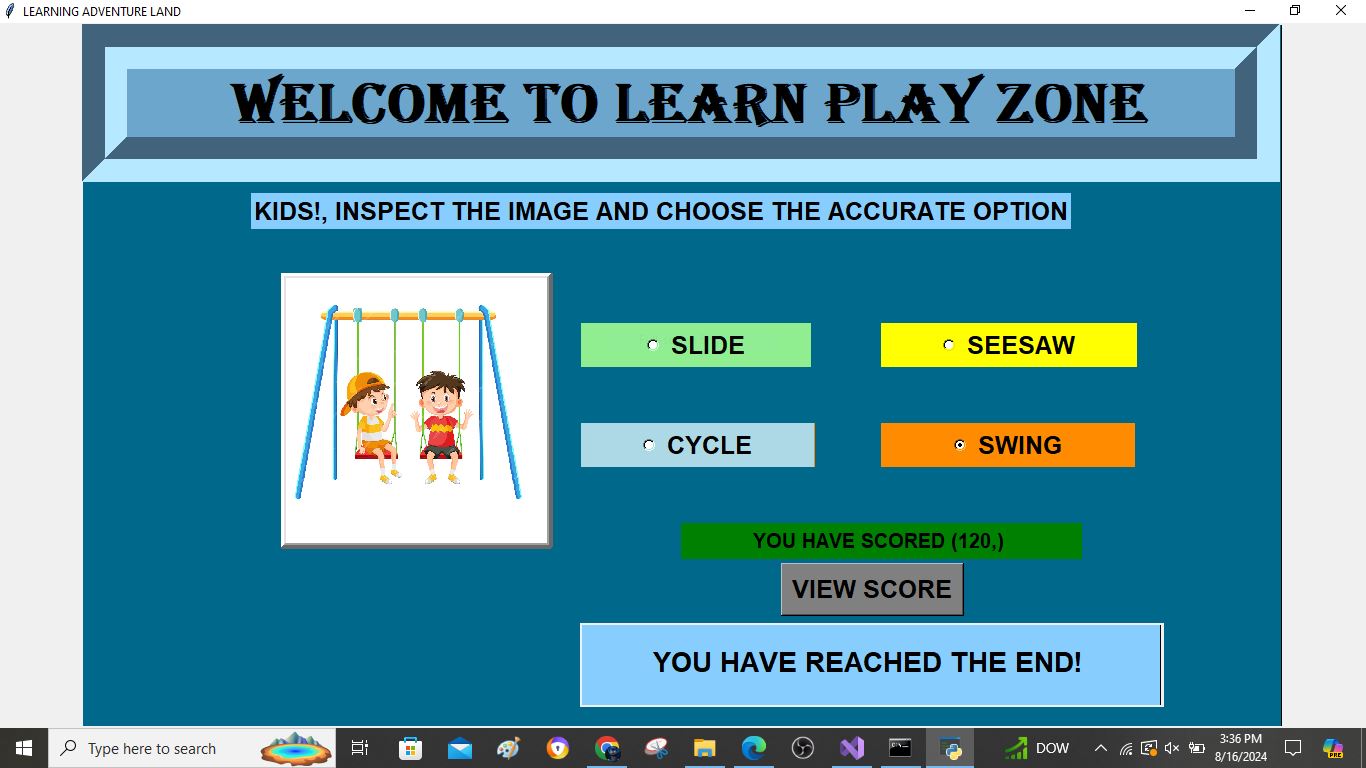 LEARNING ADVENTURE LAND
WELCOME TO LEARN PLAY ZONE
KIDS!, INSPECT THE IMAGE AND CHOOSE THE ACCURATE OPTION
SLIDE
SEESAW
CYCLE
SWING
YOU HAVE SCORED (120,)
VIEW SCORE
YOU HAVE REACHED THE END!
Type here to search
DOW
3:36 PM
8/16/2024
PRE